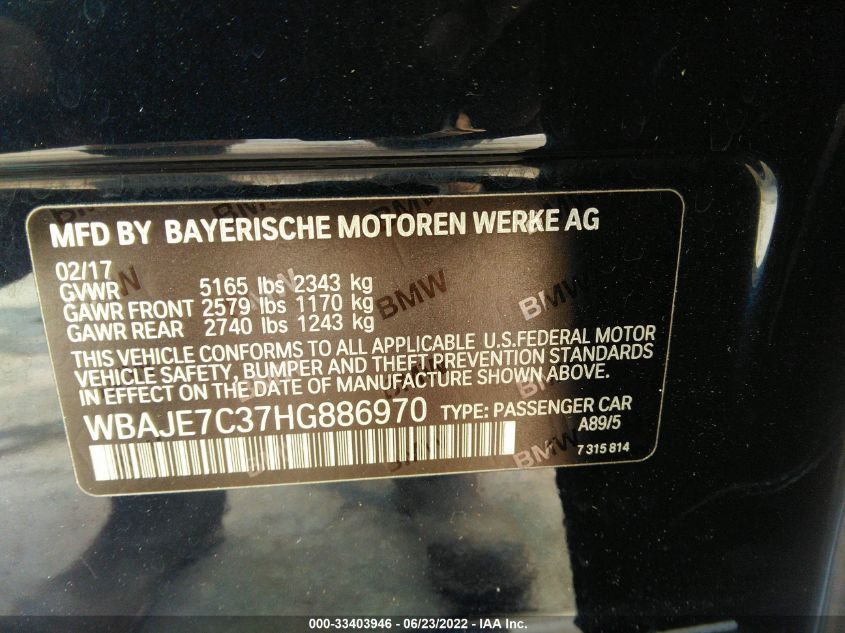 MFD BY BAYERISCHE MOTOREN WERKE AG
02/17
GVWR 5165 lbs 2343 kg
GAWR FRONT 2579 lbs 1170 kg
GAWR REAR 2740 lbs 1243 kg
THIS VEHICLE CONFORMS TO ALL APPLICABLE U.S.FEDERAL MOTOR
VEHICLE SAFETY, BUMPER AND THEFT PREVENTION STANDARDS
IN EFFECT ON THE DATE OF MANUFACTURE SHOWN ABOVE.
WBAJE7C37HG886970 TYPE: PASSENGER CAR
A89/5
7 315 814
BMW
BMW
BMW
000-33403946 / 06/23/2022 / IAA Inc.